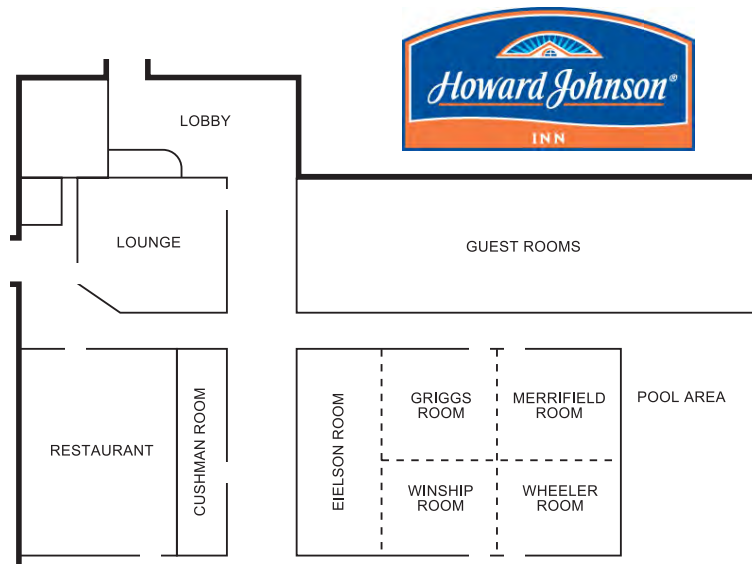 Howard Johnson®
INN
LOBBY
LOUNGE
GUEST ROOMS
RESTAURANT
CUSHMAN ROOM
EIELSON ROOM
GRIGGS
ROOM
MERRIFIELD
ROOM
POOL AREA
WINSHIP
ROOM
WHEELER
ROOM